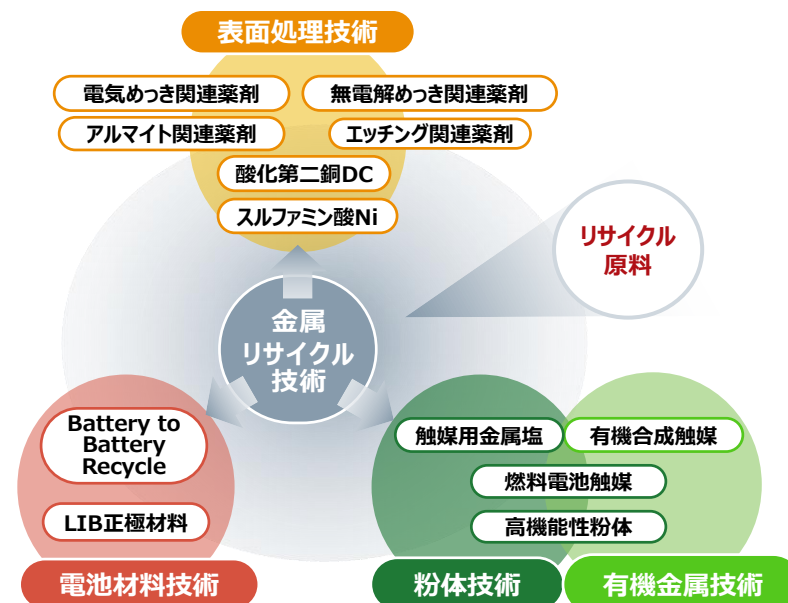 表面処理技術
電気めっき関連薬剤
無電解めっき関連薬剤
アルマイト関連薬剤
エッチング関連薬剤
酸化第二銅DC
スルファミン酸Ni
リサイクル
原料
金属
リサイクル
技術
Battery to
Battery
Recycle
LIB正極材料
電池材料技術
触媒用金属塩
有機合成触媒
燃料電池触媒
高機能性粉体
粉体技術
有機金属技術